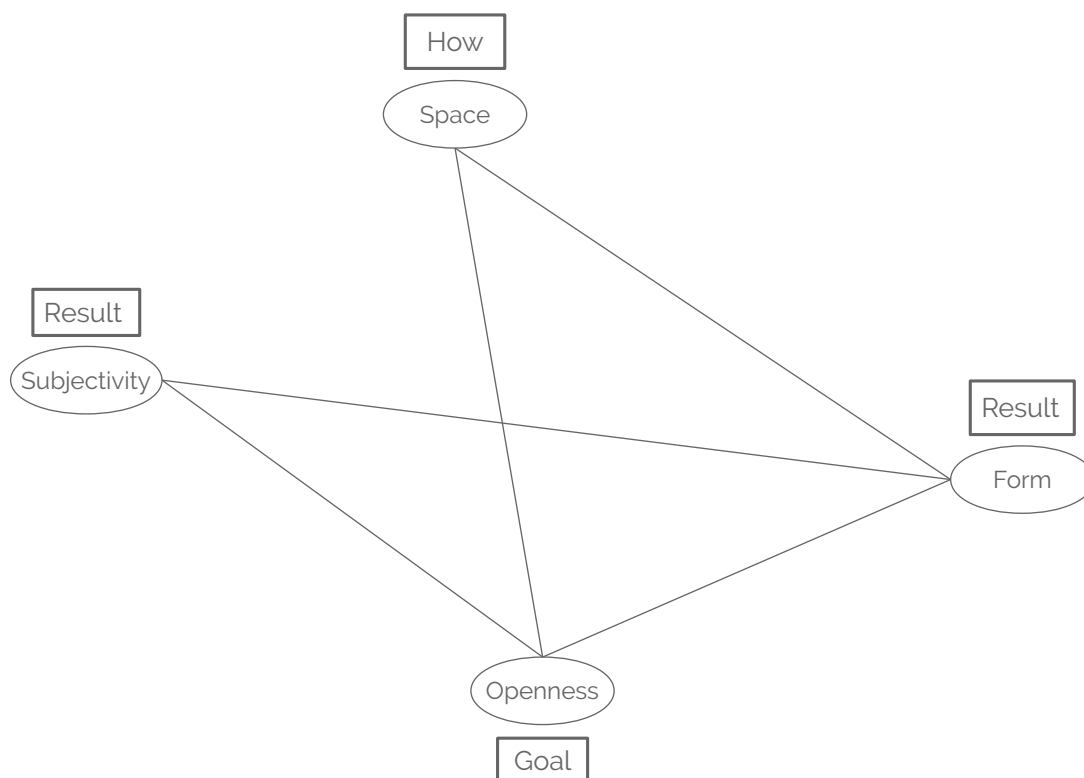 How
Space
Result
Subjectivity
Result
Form
Openness
Goal